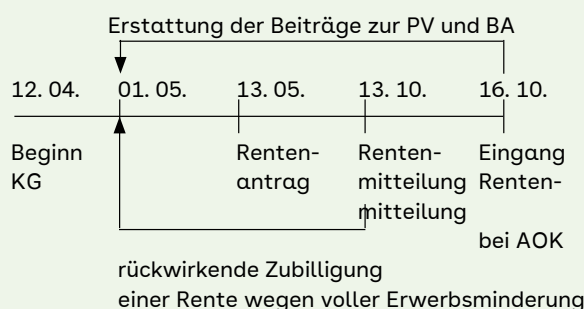 Erstattung der Beiträge zur PV und BA
12. 04. 01. 05. 13. 05. 13. 10. 16. 10.
Beginn Renten- Renten- Eingang
KG antrag mitteilung Renten-
mitteilung
bei AOK
rückwirkende Zubilligung
einer Rente wegen voller Erwerbsminderung